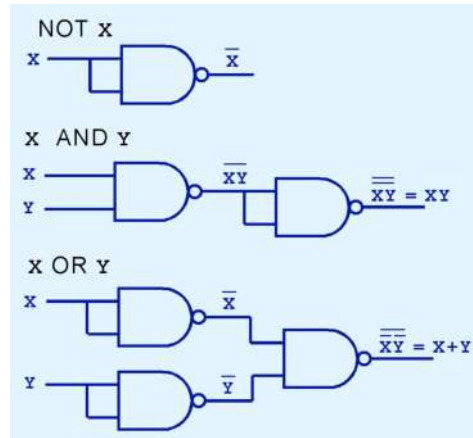 NOT X
X
X̅
X AND Y
X
Y
X̅Y̅
X̿Y̿ = XY
X OR Y
X
X̅
X̿Y̿ = X+Y
Y
Y̅